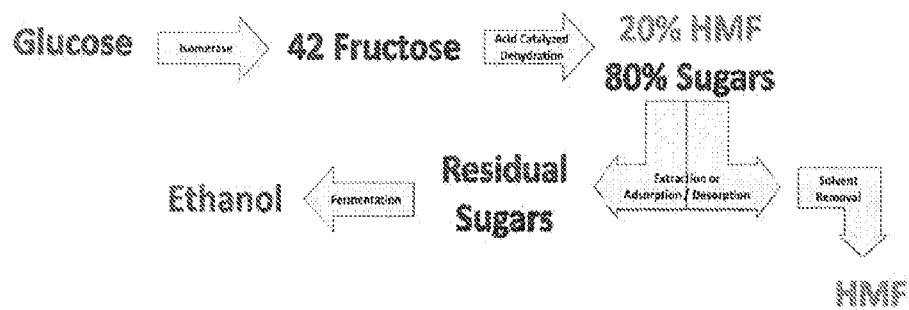 Glucose
Isomerase
42 Fructose
Acid Catalyzed
Dehydration
20% HMF
80% Sugars
Ethanol
Fermentation
Residual
Sugars
Extraction or
Adsorption / Desorption
Solvent
Removal
HMF